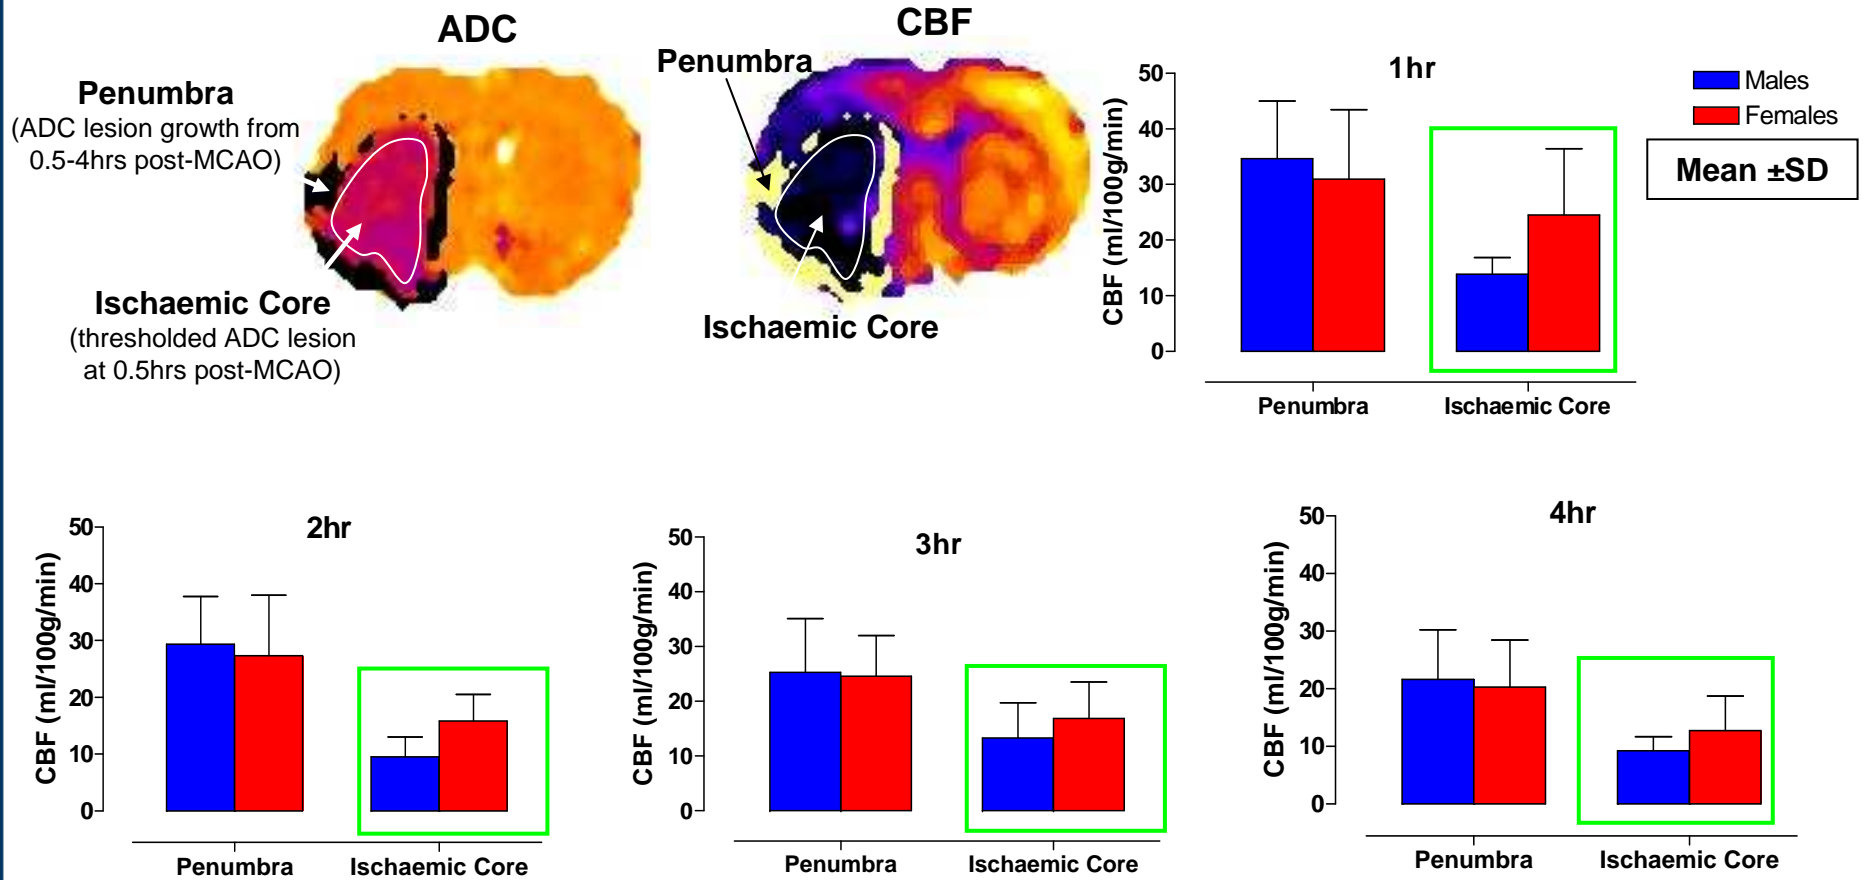 ADC
Penumbra
(ADC lesion growth from
0.5-4hrs post-MCAO)
Ischaemic Core
(thresholded ADC lesion
at 0.5hrs post-MCAO)
CBF
Penumbra
Ischaemic Core
1hr
CBF (ml/100g/min)
50
40
30
20
10
0
Penumbra
Ischaemic Core
Males
Females
Mean ±SD
2hr
CBF (ml/100g/min)
50
40
30
20
10
0
Penumbra
Ischaemic Core
3hr
CBF (ml/100g/min)
50
40
30
20
10
0
Penumbra
Ischaemic Core
4hr
CBF (ml/100g/min)
50
40
30
20
10
0
Penumbra
Ischaemic Core